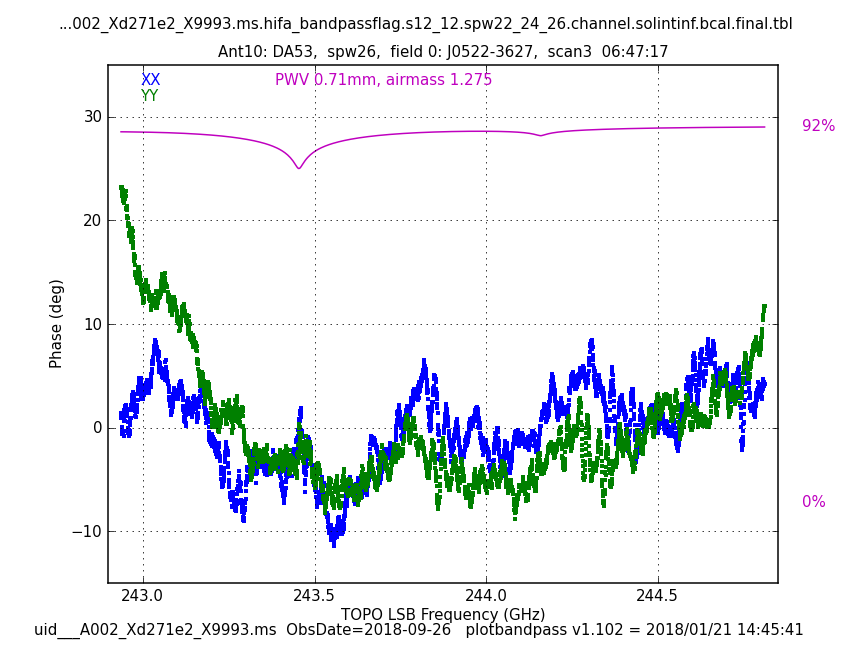 ...002_Xd271e2_X9993.ms.hifa_bandpassflag.s12_12.spw22_24_26.channel.solintinf.bcal.final.tbl
Ant10: DA53,  spw26,  field 0: J0522-3627,  scan3  06:47:17
XX
PWV 0.71mm, airmass 1.275
YY
92%
30
20
10
0
−10
Phase (deg)
0%
243.0
243.5
244.0
244.5
TOPO LSB Frequency (GHz)
uid___A002_Xd271e2_X9993.ms  ObsDate=2018-09-26   plotbandpass v1.102 = 2018/01/21 14:45:41